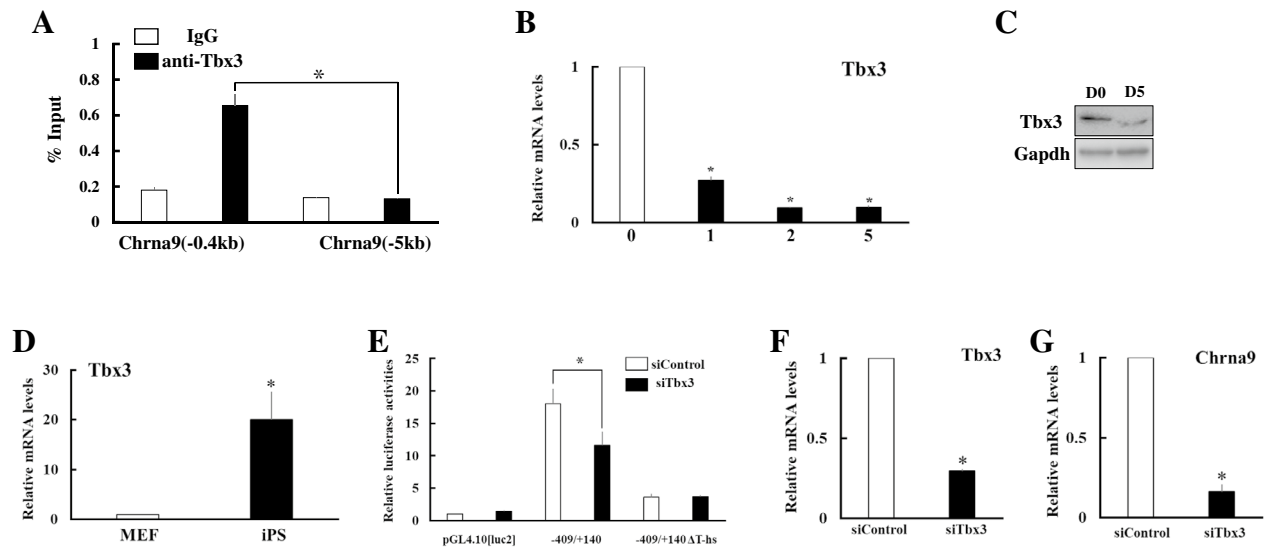 A
IgG
anti-Tbx3
% Input
1
0.8
0.6
0.4
0.2
0
*
Chrna9(-0.4kb)
Chrna9(-5kb)
B
Tbx3
Relative mRNA levels
1
0.5
0
*
*
*
0
1
2
5
C
D0
D5
Tbx3
Gapdh
D
Tbx3
Relative mRNA levels
30
20
10
0
*
MEF
iPS
E
siControl
siTbx3
Relative luciferase activities
25
20
15
10
5
0
*
pGL4.10[luc2]
-409/+140
-409/+140 ΔT-hs
F
Tbx3
Relative mRNA levels
1
0.5
0
*
siControl
siTbx3
G
Chrna9
Relative mRNA levels
1
0.5
0
*
siControl
siTbx3